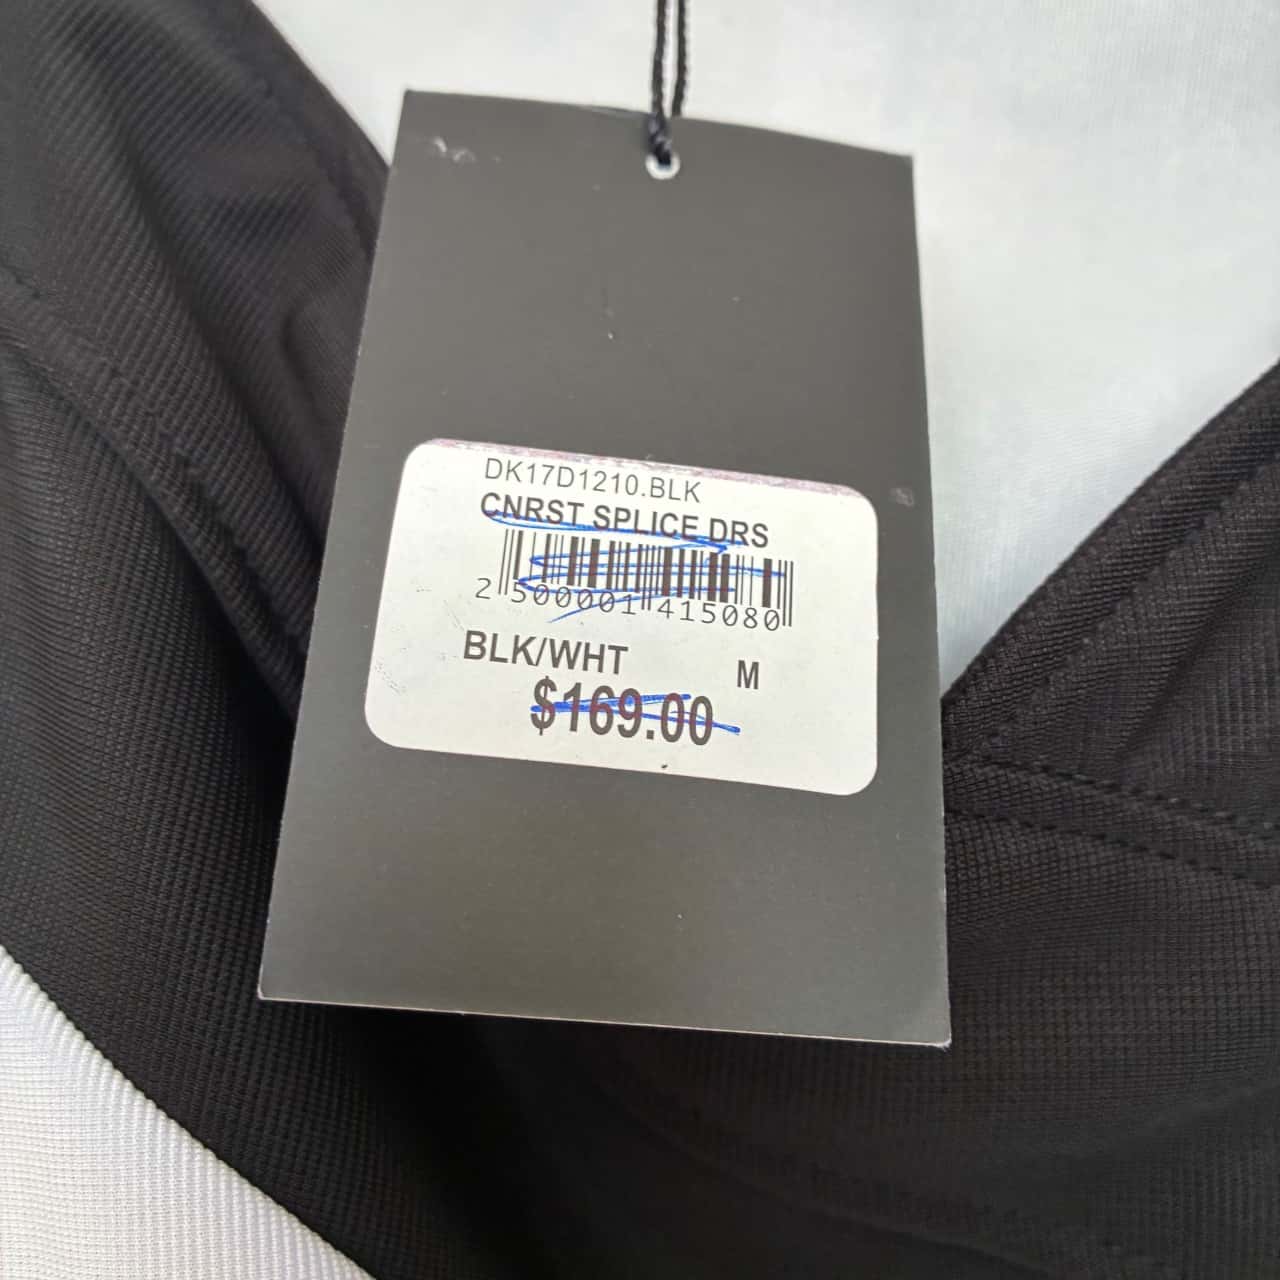 DK17D1210.BLK
CNRST SPLICE DRS
2 500001 415080
BLK/WHT M
$169.00